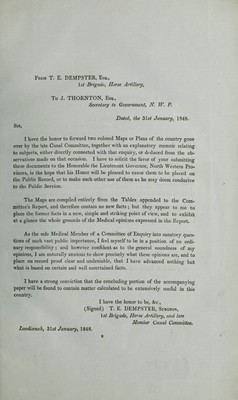 From T. E. DEMPSTER, Esq.,
1st Brigade, Horse Artillery,
To J. THORNTON, Esq.,
Secretary to Government, N. W. P.
Dated, the 31st January, 1848.
Sir,
I have the honor to forward two colored Maps or Plans of the country gone
over by the late Canal Committee, together with an explanatory memoir relating
to subjects, either directly connected with that enquiry, or deduced from the ob-
servations made on that occasion. I have to solicit the favor of your submitting
these documents to the Honorable the Lieutenant Governor, North Western Pro-
vinces, in the hope that his Honor will be pleased to cause them to be placed on
the Public Record, or to make such other use of them as he may deem conducive
to the Public Service.
The Maps are compiled entirely from the Tables appended to the Com-
mittee's Report, and therefore contain no new facts; but they appear to me to
place the former facts in a new, simple and striking point of view, and to exhibit
at a glance the whole grounds of the Medical opinions expressed in the Report.
As the sole Medical Member of a Committee of Enquiry into sanatory ques-
tions of such vast public importance, I feel myself to be in a position of no ordi-
nary responsibility; and however confident as to the general soundness of my
opinions, I am naturally anxious to show precisely what these opinions are, and to
place on record proof clear and undeniable, that I have advanced nothing but
what is based on certain and well ascertained facts.
I have a strong conviction that the concluding portion of the accompanying
paper will be found to contain matter calculated to be extensively useful in this
country.
I have the honor to be, &c.,
(Signed) T. E. DEMPSTER, Surgeon,
1st Brigade, Horse Artillery, and late
Member Canal Committee.
Loodianah, 31st January, 1848.